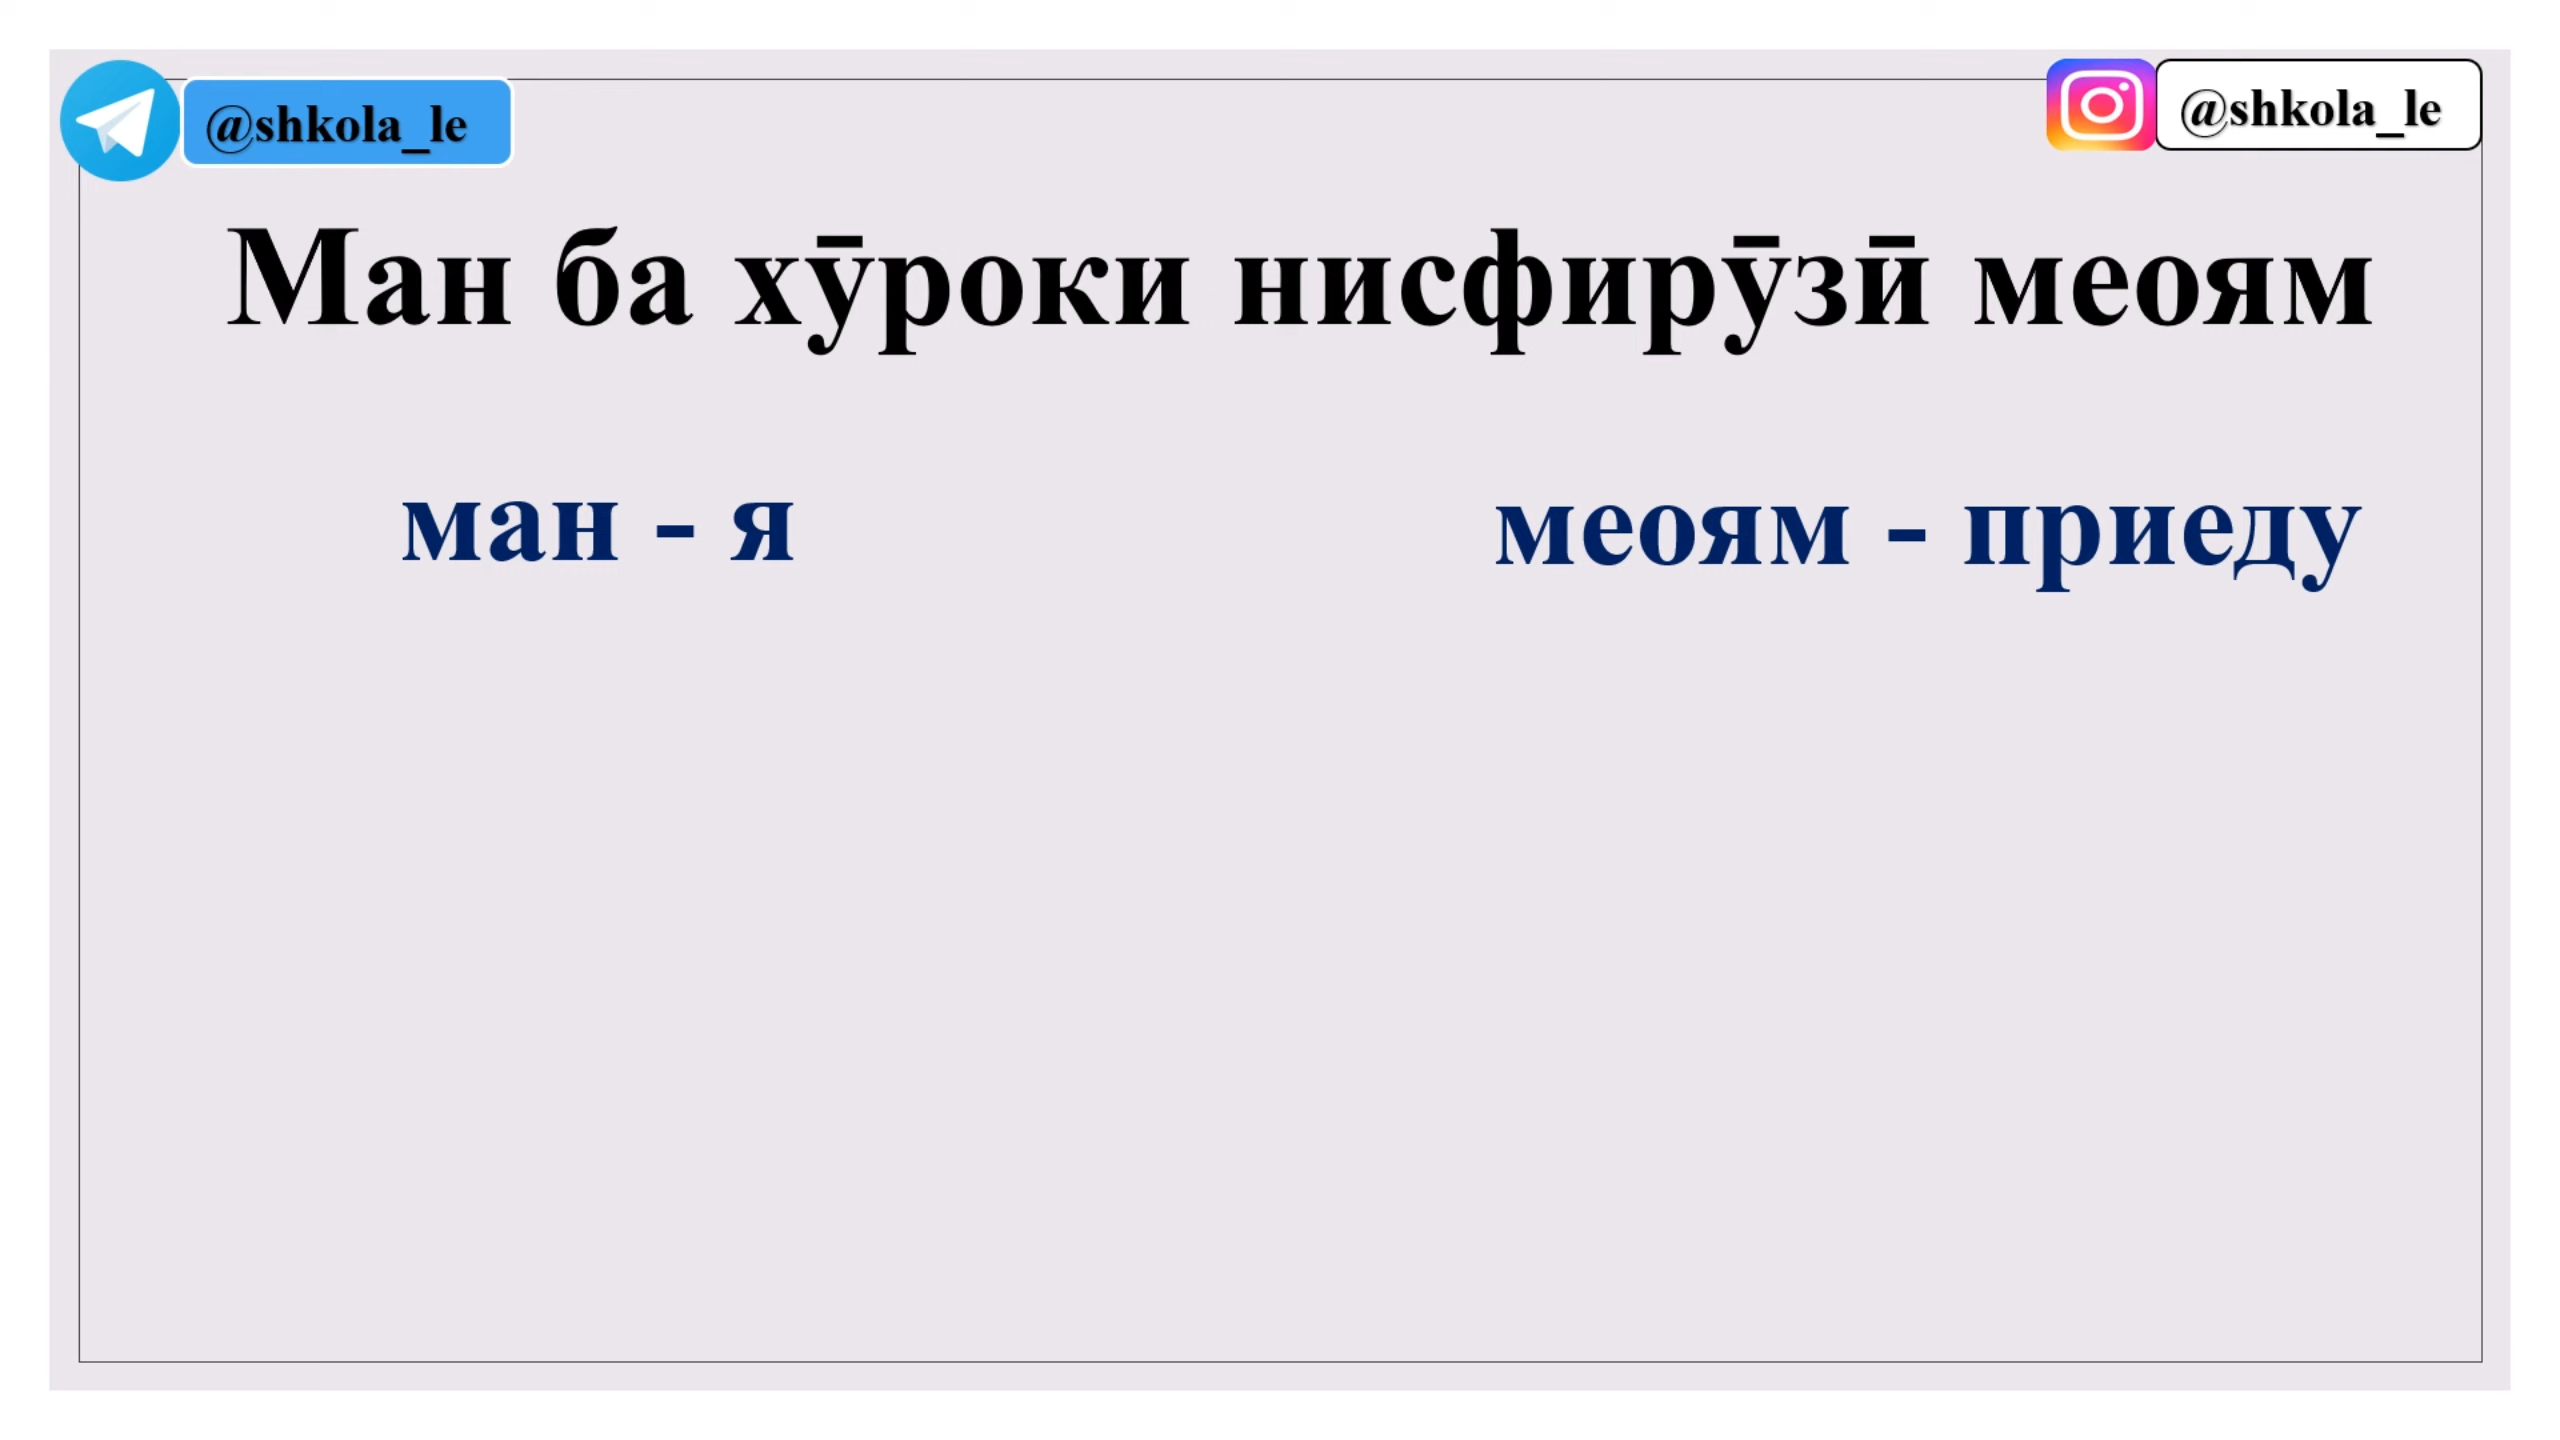 @shkola_le
@shkola_le
Ман ба хӯроки нисфирӯзӣ меоям
ман - я
меоям - приеду